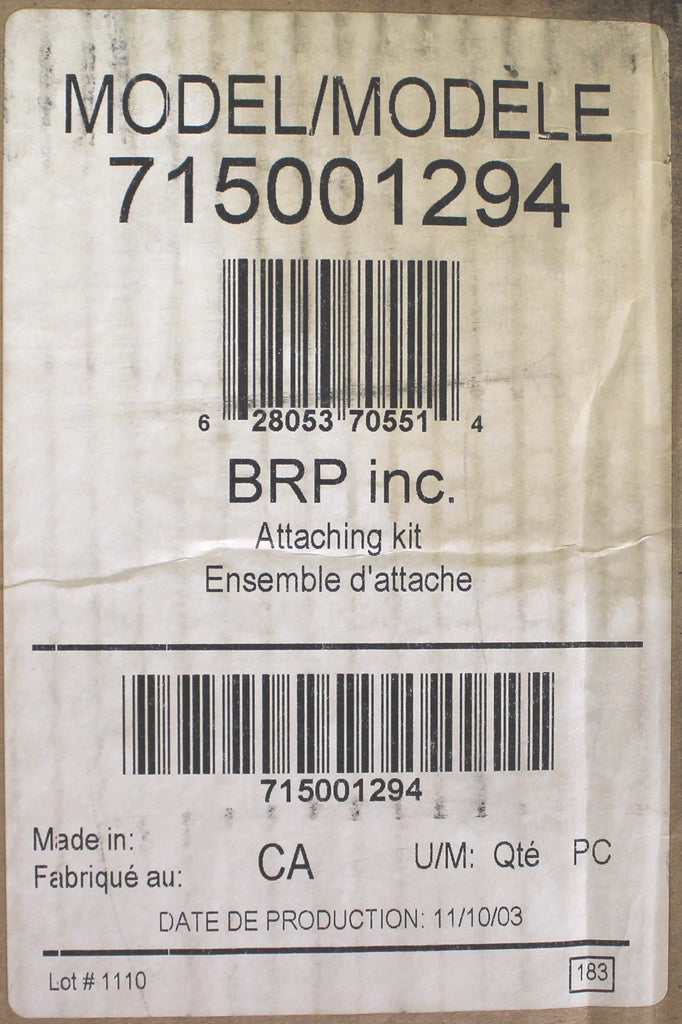 MODEL/MODÈLE
715001294
6 28053 70551 4
BRP inc.
Attaching kit
Ensemble d'attache
715001294
Made in:
Fabriqué au:
CA
U/M: Qté PC
DATE DE PRODUCTION: 11/10/03
Lot # 1110
183